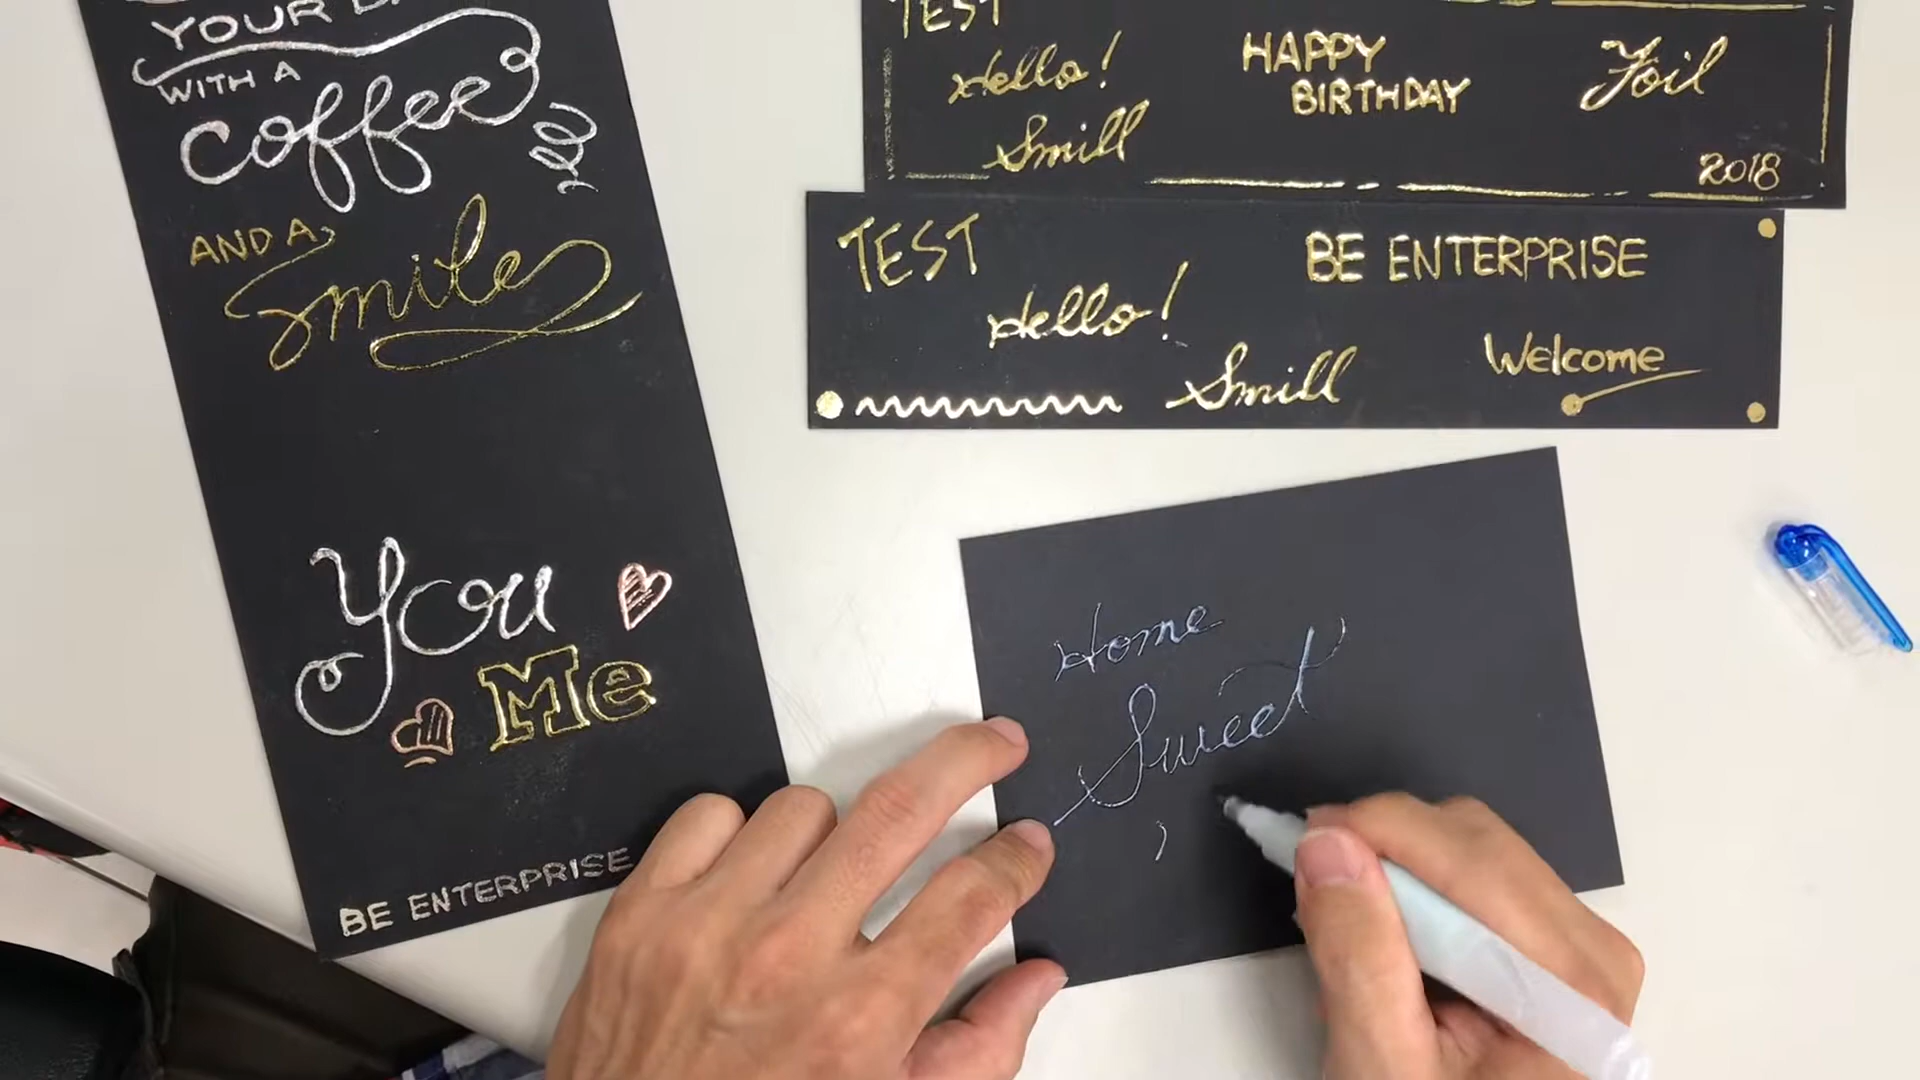 YOUR
WITH A
coffee
AND A
Smile
You
Me
BE ENTERPRISE
TEST
Hello!
Smill
HAPPY
BIRTHDAY
Foil
2018
TEST
Hello!
Smill
BE ENTERPRISE
Welcome
Home
Sweet